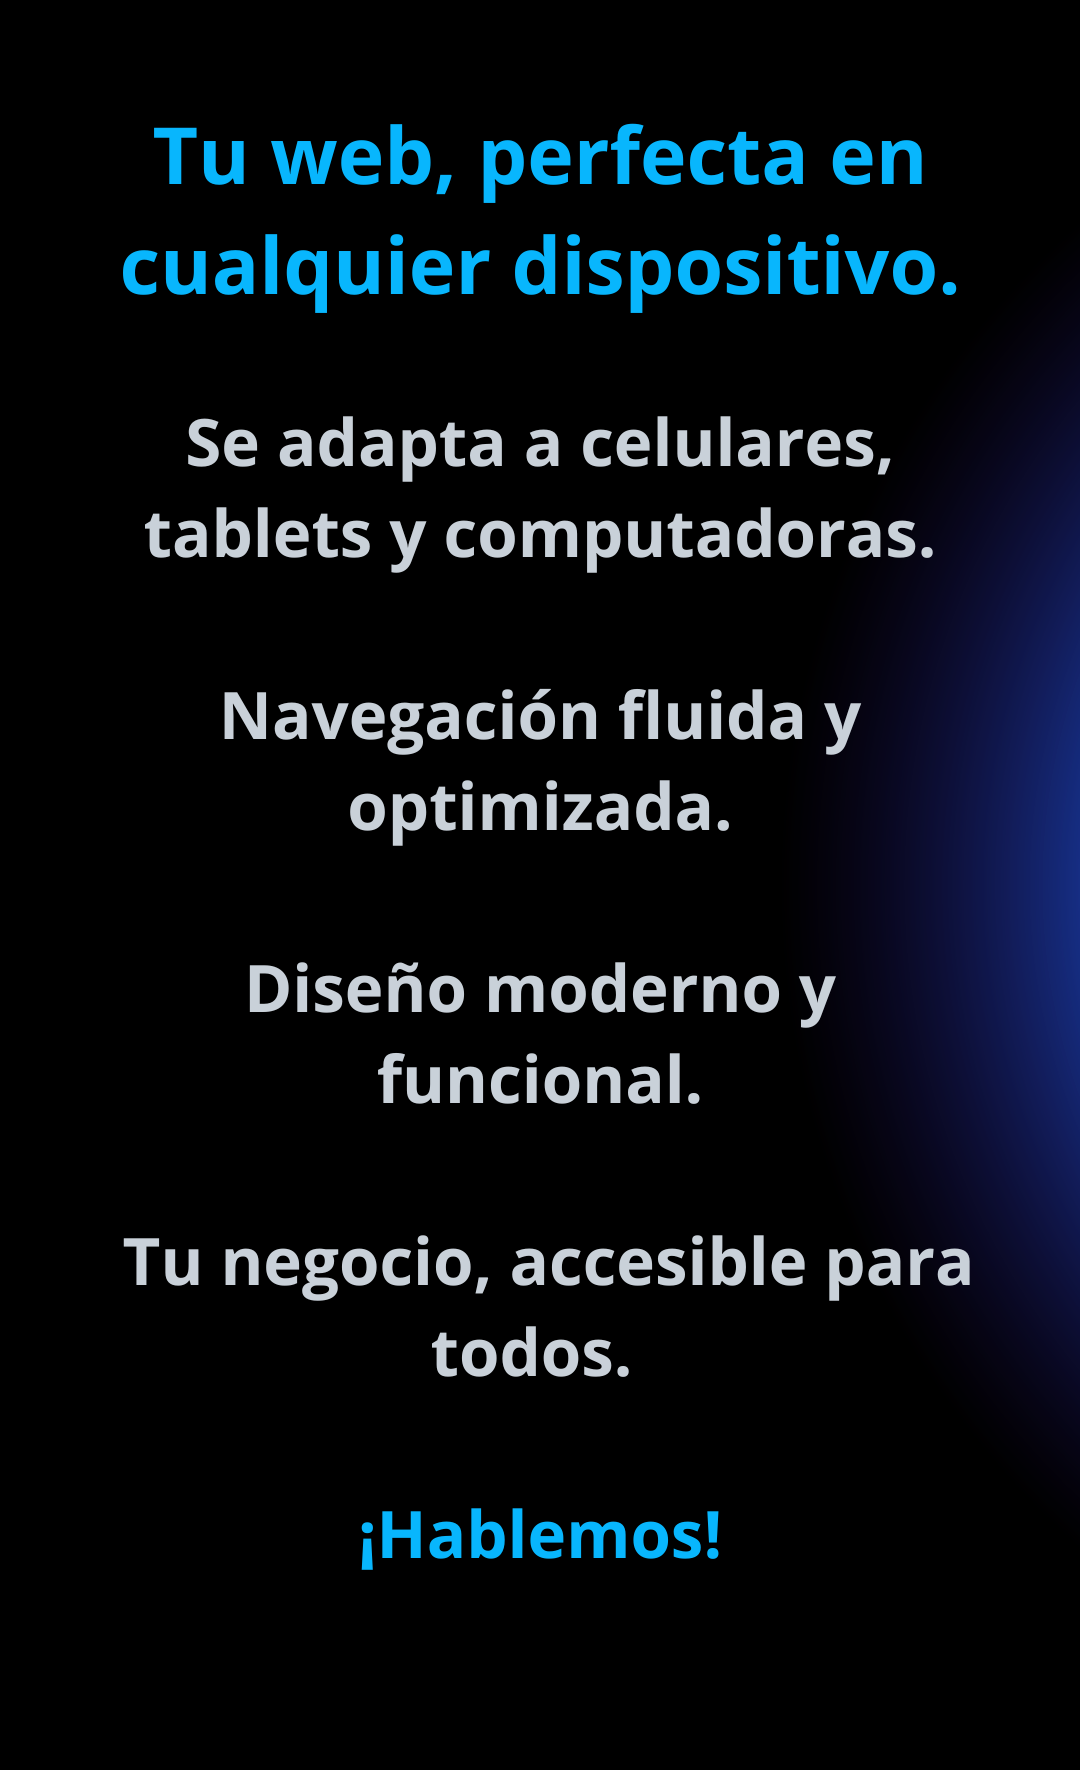 Tu web, perfecta en
cualquier dispositivo.
Se adapta a celulares,
tablets y computadoras.
Navegación fluida y
optimizada.
Diseño moderno y
funcional.
Tu negocio, accesible para
todos.
¡Hablemos!